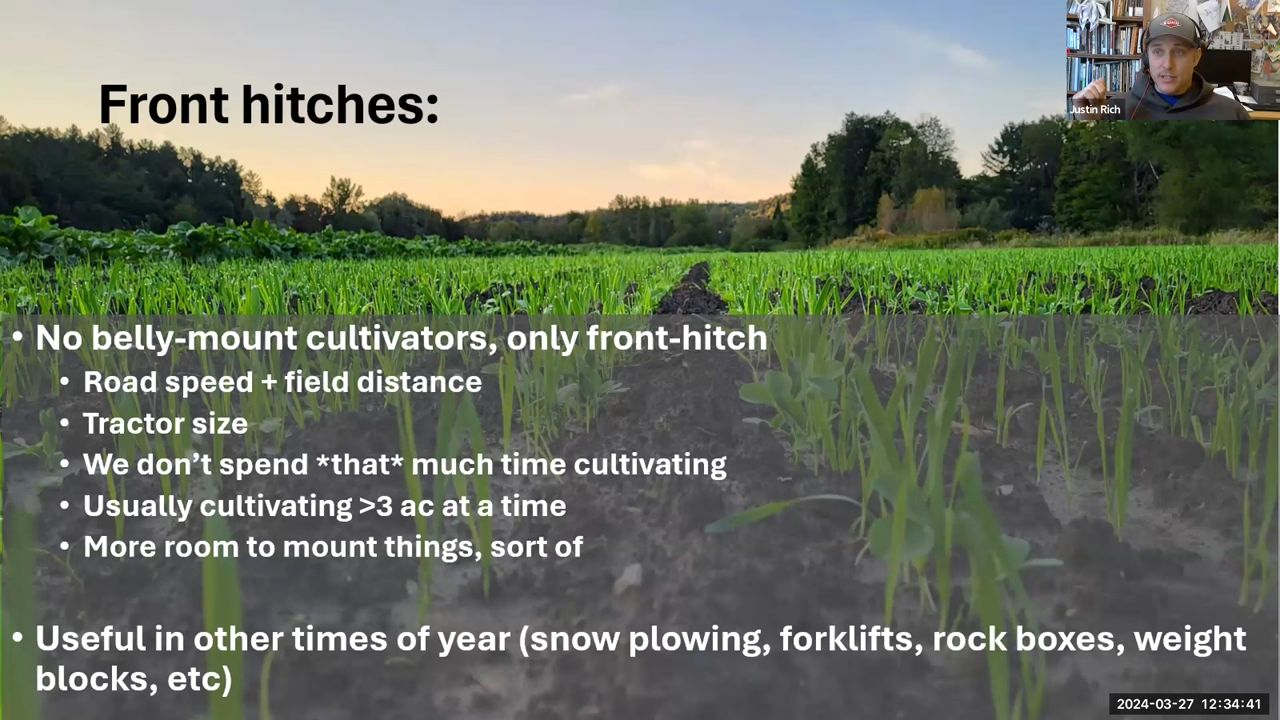 Front hitches:
Justin Rich
• No belly-mount cultivators, only front-hitch
• Road speed + field distance
• Tractor size
• We don’t spend *that* much time cultivating
• Usually cultivating >3 ac at a time
• More room to mount things, sort of
• Useful in other times of year (snow plowing, forklifts, rock boxes, weight
blocks, etc)
2024-03-27 12:34:41